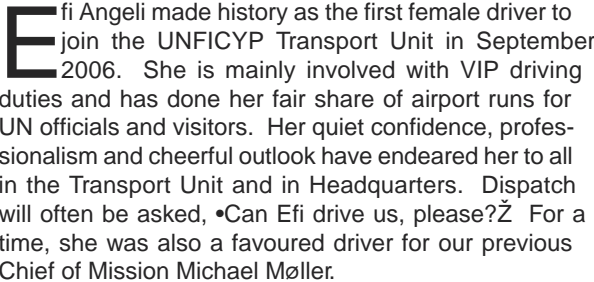 Efi Angeli made history as the first female driver to
join the UNFICYP Transport Unit in September
2006. She is mainly involved with VIP driving
duties and has done her fair share of airport runs for
UN officials and visitors. Her quiet confidence, profes-
sionalism and cheerful outlook have endeared her to all
in the Transport Unit and in Headquarters. Dispatch
will often be asked, •Can Efi drive us, please?Ž For a
time, she was also a favoured driver for our previous
Chief of Mission Michael Møller.